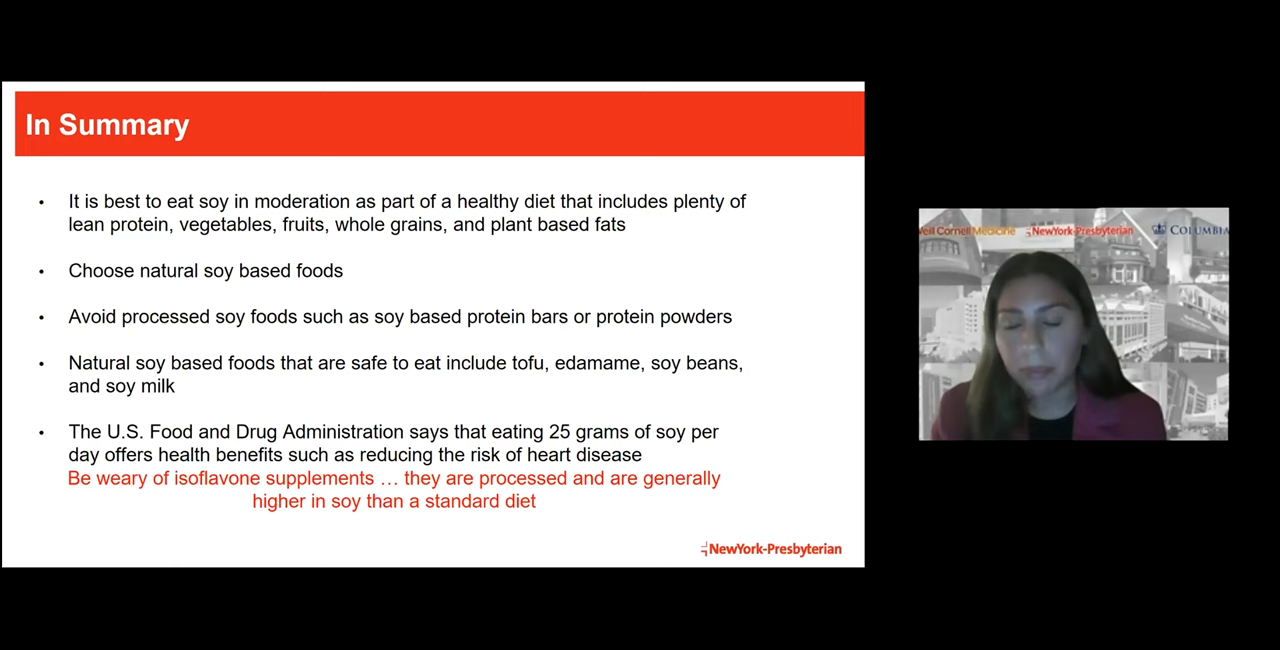 In Summary
• It is best to eat soy in moderation as part of a healthy diet that includes plenty of
lean protein, vegetables, fruits, whole grains, and plant based fats
• Choose natural soy based foods
• Avoid processed soy foods such as soy based protein bars or protein powders
• Natural soy based foods that are safe to eat include tofu, edamame, soy beans,
and soy milk
• The U.S. Food and Drug Administration says that eating 25 grams of soy per
day offers health benefits such as reducing the risk of heart disease
Be weary of isoflavone supplements … they are processed and are generally
higher in soy than a standard diet
NewYork-Presbyterian
eill Cornell Medicine NewYork-Presbyterian COLUMBIA